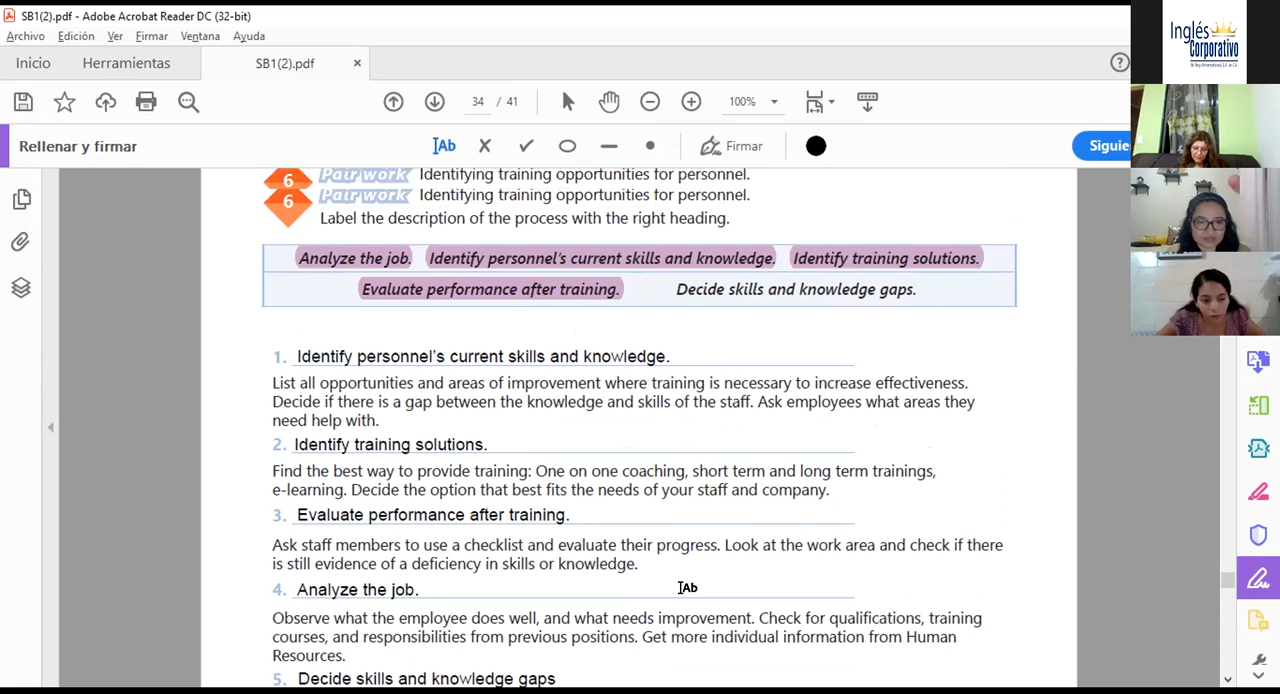 SB1(2).pdf - Adobe Acrobat Reader DC (32-bit)
Archivo Edición Ver Firmar Ventana Ayuda
Inicio Herramientas SB1(2).pdf ×
34 / 41 100%
Rellenar y firmar Ab Firmar Siguie
Inglés
Corporativo
6 Pair work Identifying training opportunities for personnel.
6 Pair work Identifying training opportunities for personnel.
Label the description of the process with the right heading.
Analyze the job. Identify personnel's current skills and knowledge. Identify training solutions.
Evaluate performance after training. Decide skills and knowledge gaps.
1. Identify personnel's current skills and knowledge.
List all opportunities and areas of improvement where training is necessary to increase effectiveness.
Decide if there is a gap between the knowledge and skills of the staff. Ask employees what areas they
need help with.
2. Identify training solutions.
Find the best way to provide training: One on one coaching, short term and long term trainings,
e-learning. Decide the option that best fits the needs of your staff and company.
3. Evaluate performance after training.
Ask staff members to use a checklist and evaluate their progress. Look at the work area and check if there
is still evidence of a deficiency in skills or knowledge.
4. Analyze the job.
Ab
Observe what the employee does well, and what needs improvement. Check for qualifications, training
courses, and responsibilities from previous positions. Get more individual information from Human
Resources.
5. Decide skills and knowledge gaps